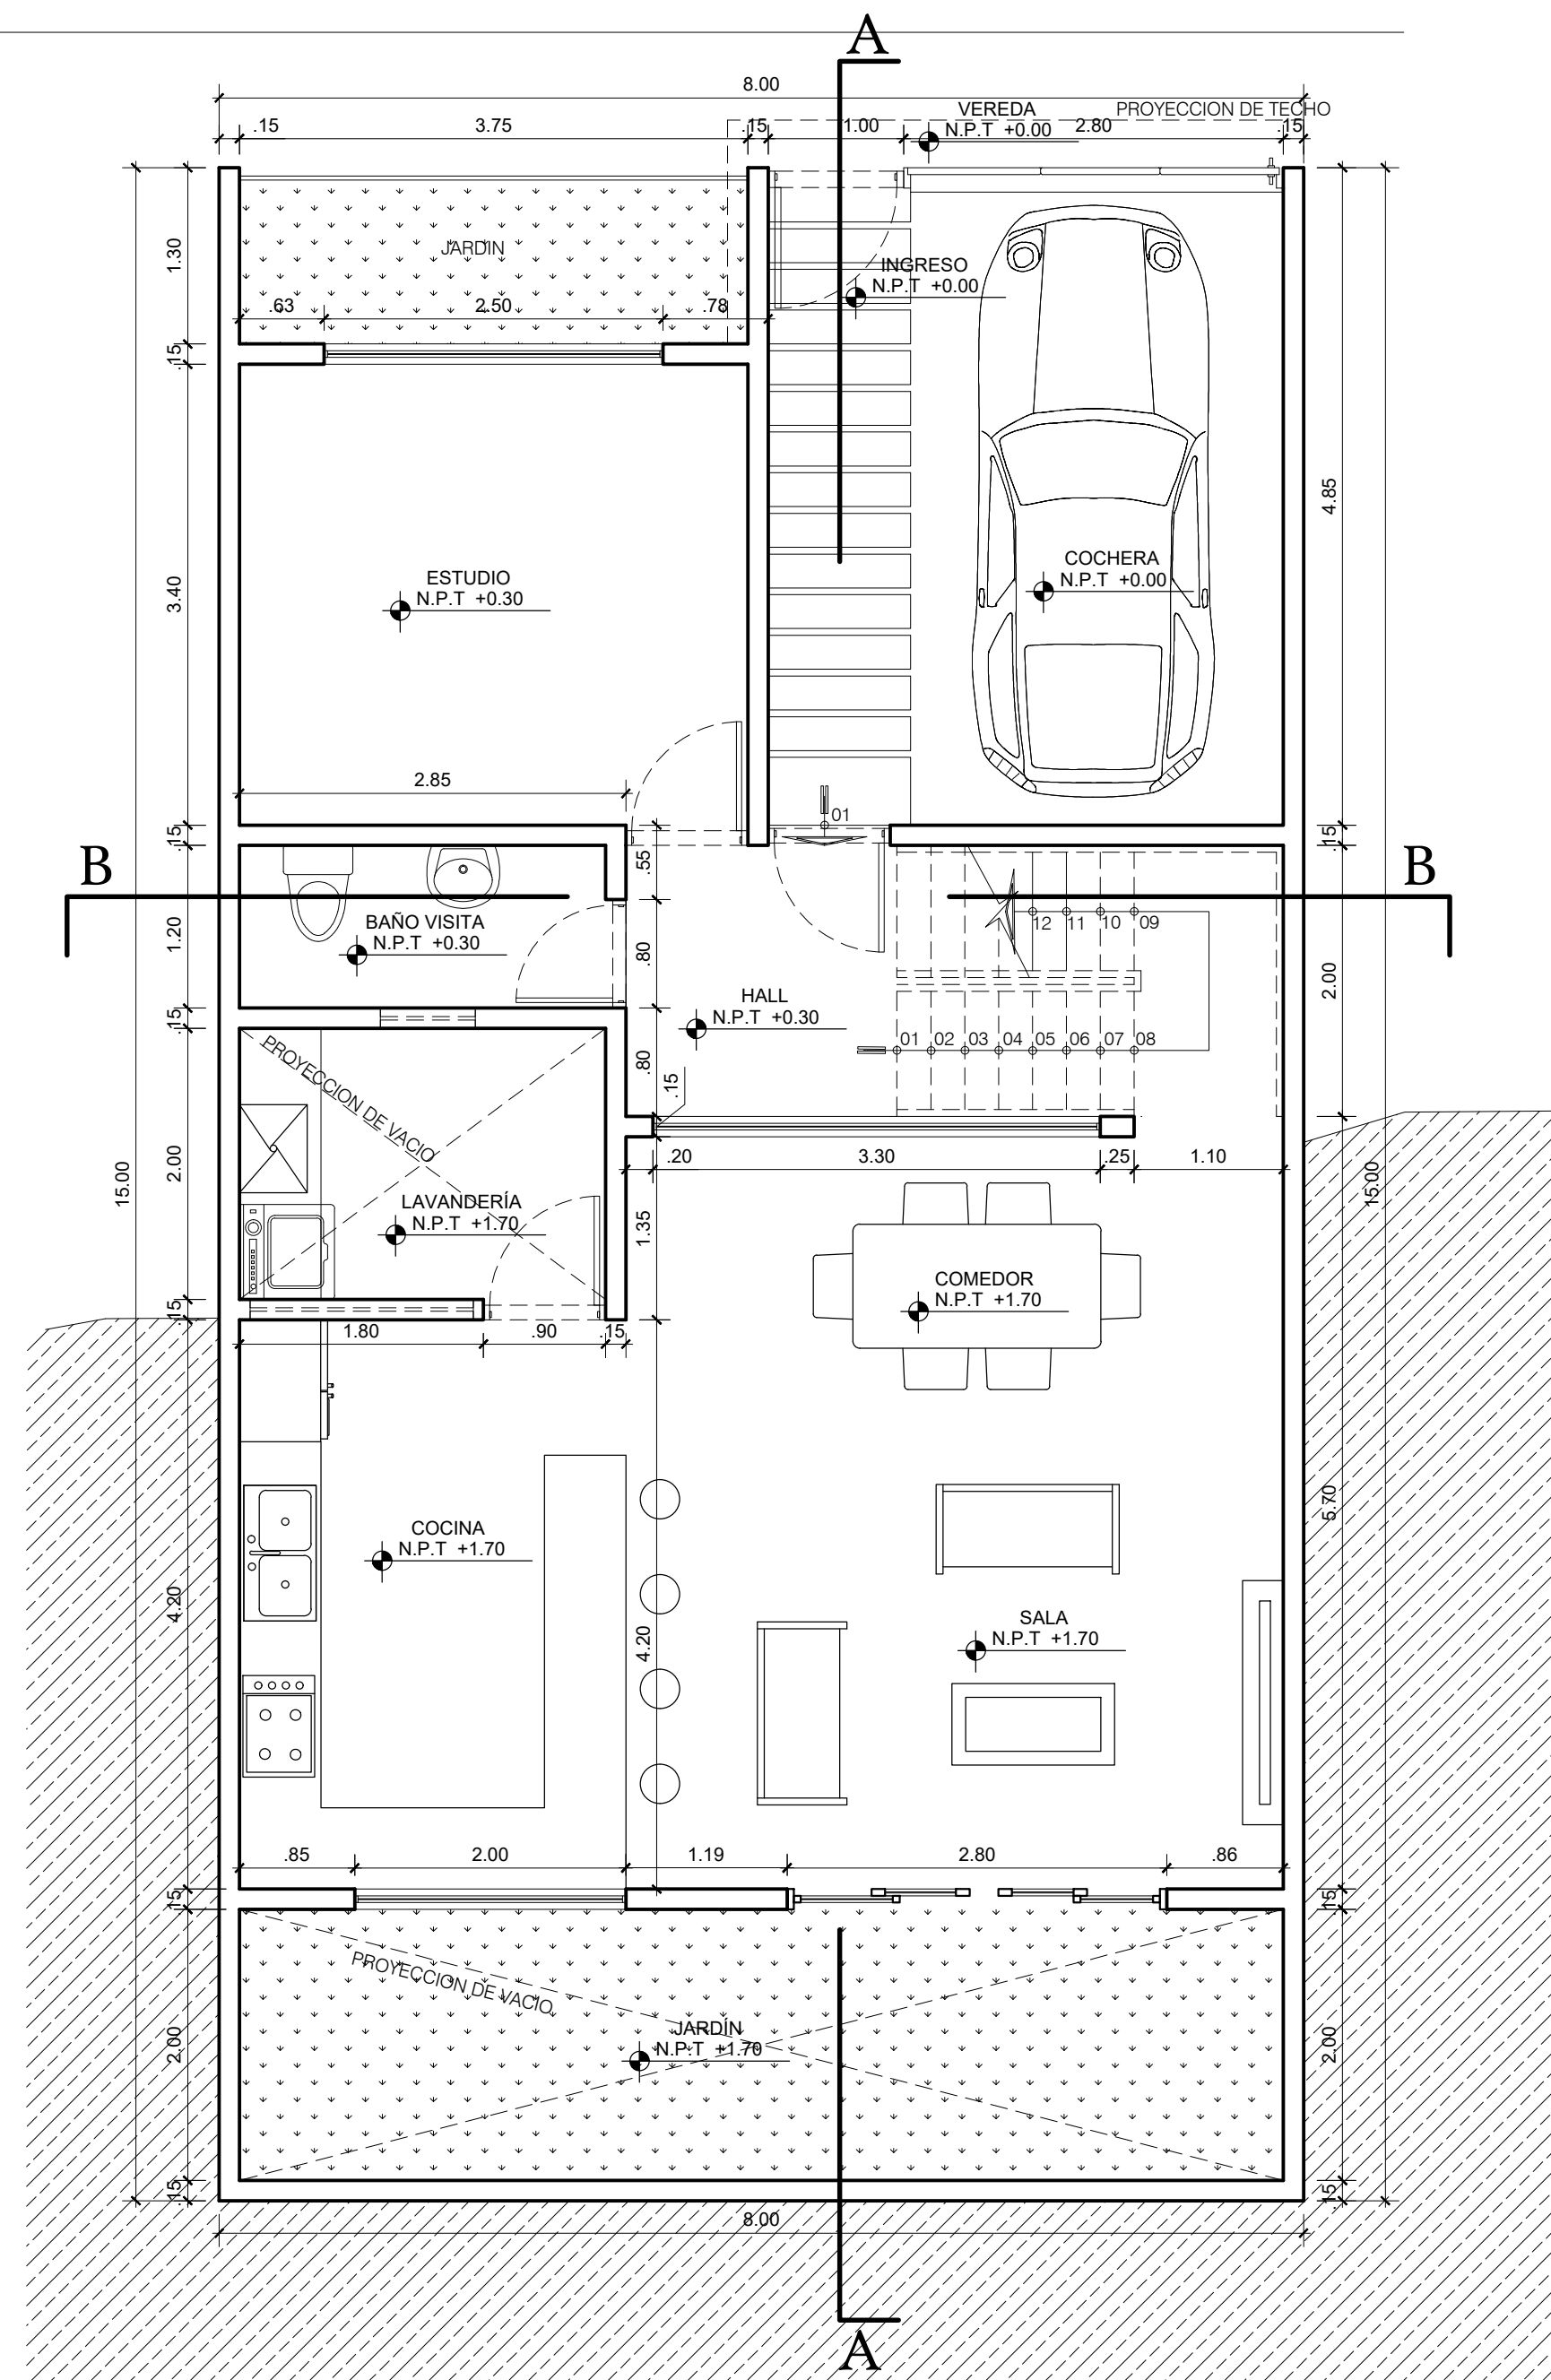 A
8.00
VEREDA
PROYECCION DE TECHO
.15
3.75
.15
1.00
N.P.T +0.00
2.80
.15
1.30
JARDIN
INGRESO
N.P.T +0.00
.63
2.50
.78
.15
4.85
COCHERA
N.P.T +0.00
ESTUDIO
N.P.T +0.30
3.40
2.85
01
.15
.15
.55
B
B
BAÑO VISITA
N.P.T +0.30
1.20
.80
12
11
10
09
HALL
N.P.T +0.30
2.00
.15
PROYECCION DE VACIO
01
02
03
04
05
06
07
08
.80
.15
15.00
2.00
.20
3.30
.25
1.10
15.00
LAVANDERÍA
N.P.T +1.70
1.35
COMEDOR
N.P.T +1.70
.15
1.80
.90
.15
COCINA
N.P.T +1.70
5.70
4.20
4.20
SALA
N.P.T +1.70
.85
2.00
1.19
2.80
.86
.15
.15
PROYECCION DE VACIO
JARDÍN
N.P.T +1.70
2.00
2.00
.15
.15
8.00
A